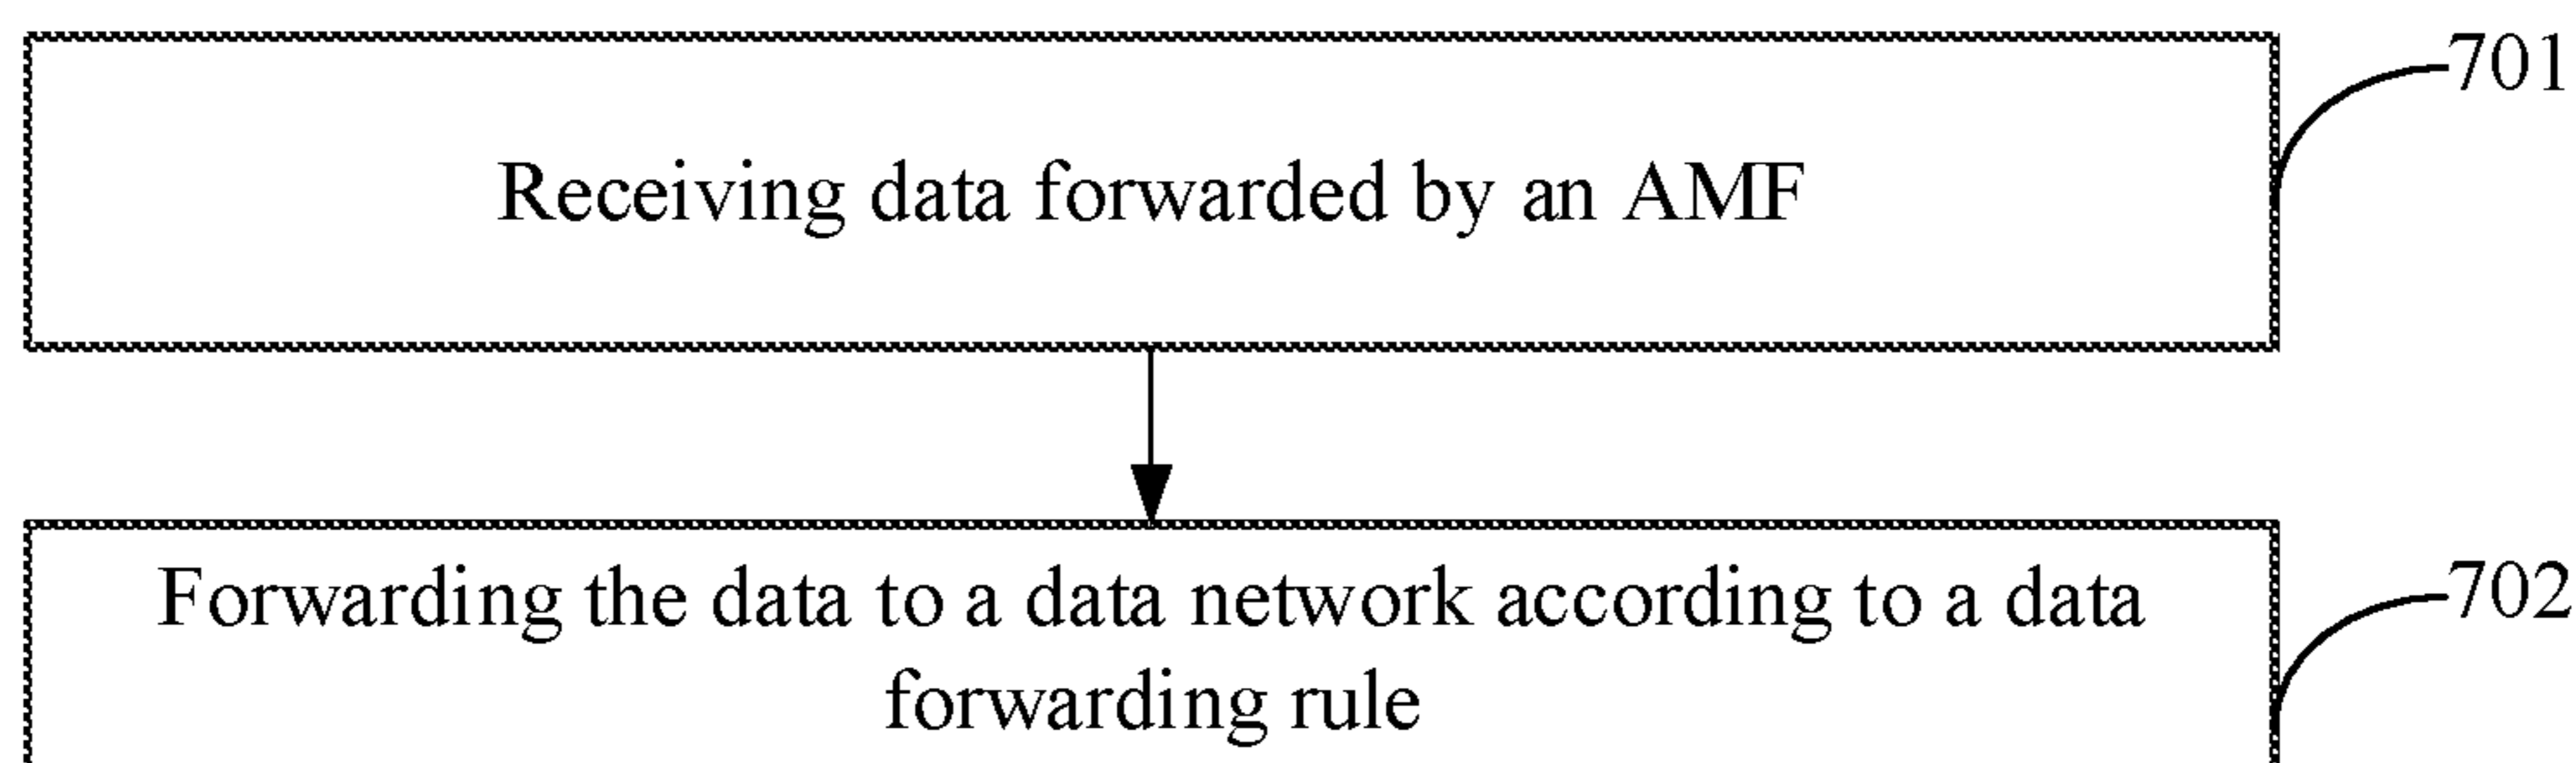 701
Receiving data forwarded by an AMF
702
Forwarding the data to a data network according to a data
forwarding rule